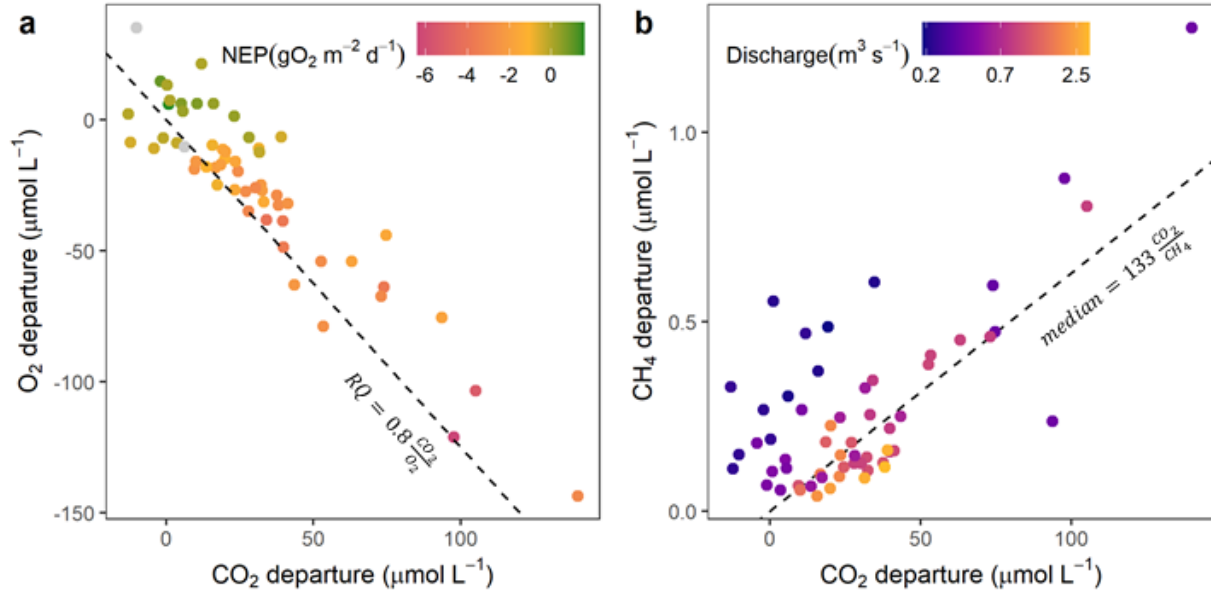 a
NEP(gO₂ m⁻² d⁻¹)
-6 -4 -2 0
0
-50
-100
-150
O₂ departure (μmol L⁻¹)
RQ = 0.8 CO₂/O₂
0 50 100
CO₂ departure (μmol L⁻¹)
b
Discharge(m³ s⁻¹)
0.2 0.7 2.5
1.0
0.5
0.0
CH₄ departure (μmol L⁻¹)
median = 133 CO₂/CH₄
0 50 100
CO₂ departure (μmol L⁻¹)